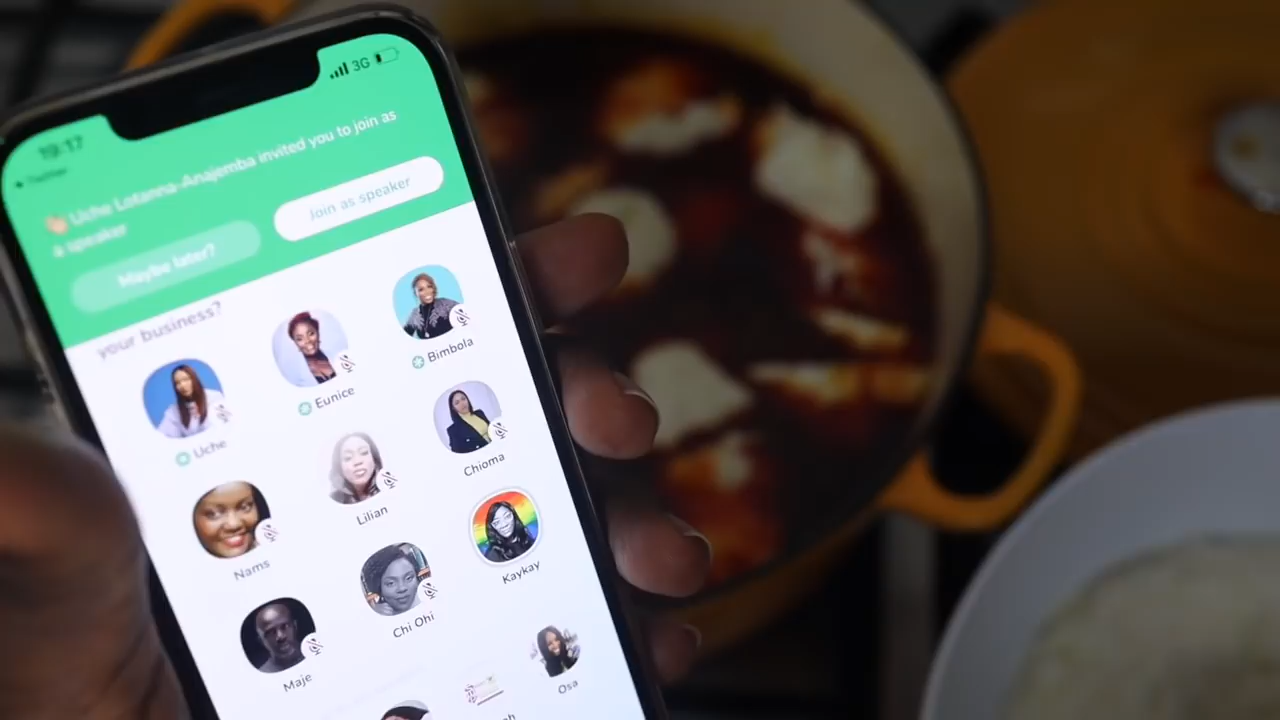 3G
19:17
Twitter
Uche Lotanna-Anajemba invited you to join as
a speaker
Maybe later?
Join as speaker
your business?
Uche
Eunice
Bimbola
Nams
Lilian
Chioma
Maje
Chi Ohi
Kaykay
Osa